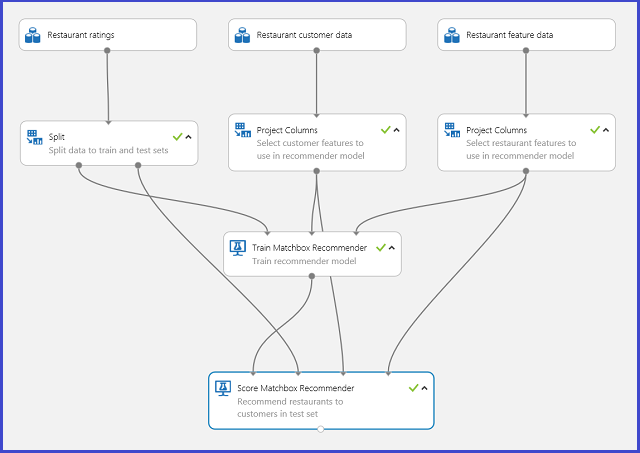 Restaurant ratings
Restaurant customer data
Restaurant feature data
Split
Split data to train and test sets
Project Columns
Select customer features to
use in recommender model
Project Columns
Select restaurant features to
use in recommender model
Train Matchbox Recommender
Train recommender model
Score Matchbox Recommender
Recommend restaurants to
customers in test set